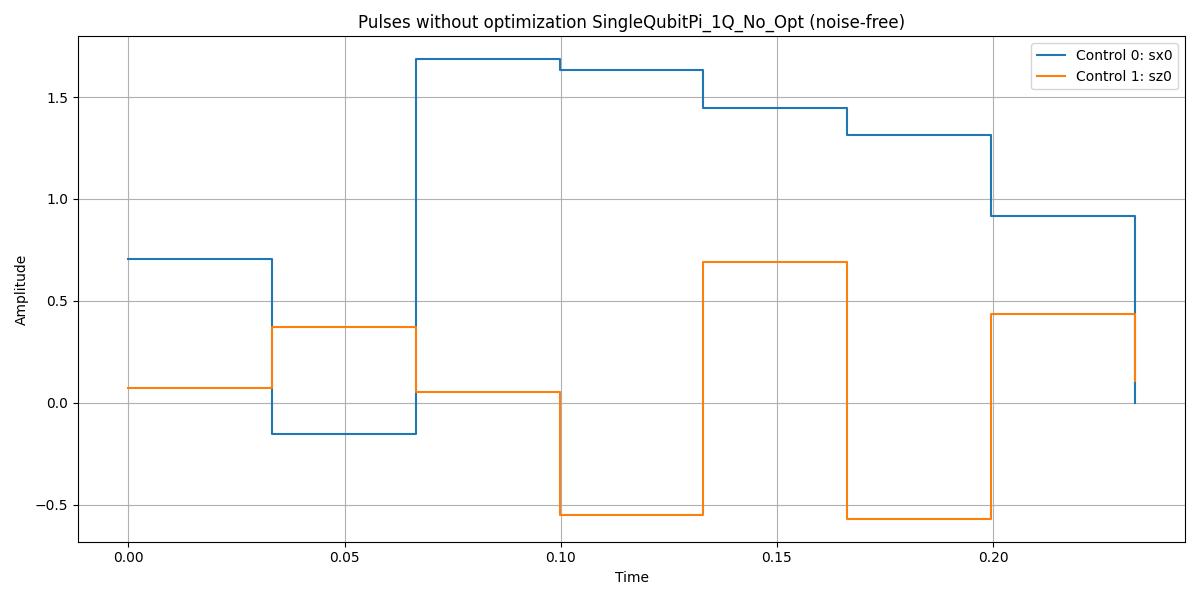 Pulses without optimization SingleQubitPi_1Q_No_Opt (noise-free)
Control 0: sx0
Control 1: sz0
Amplitude
1.5
1.0
0.5
0.0
−0.5
0.00
0.05
0.10
0.15
0.20
Time